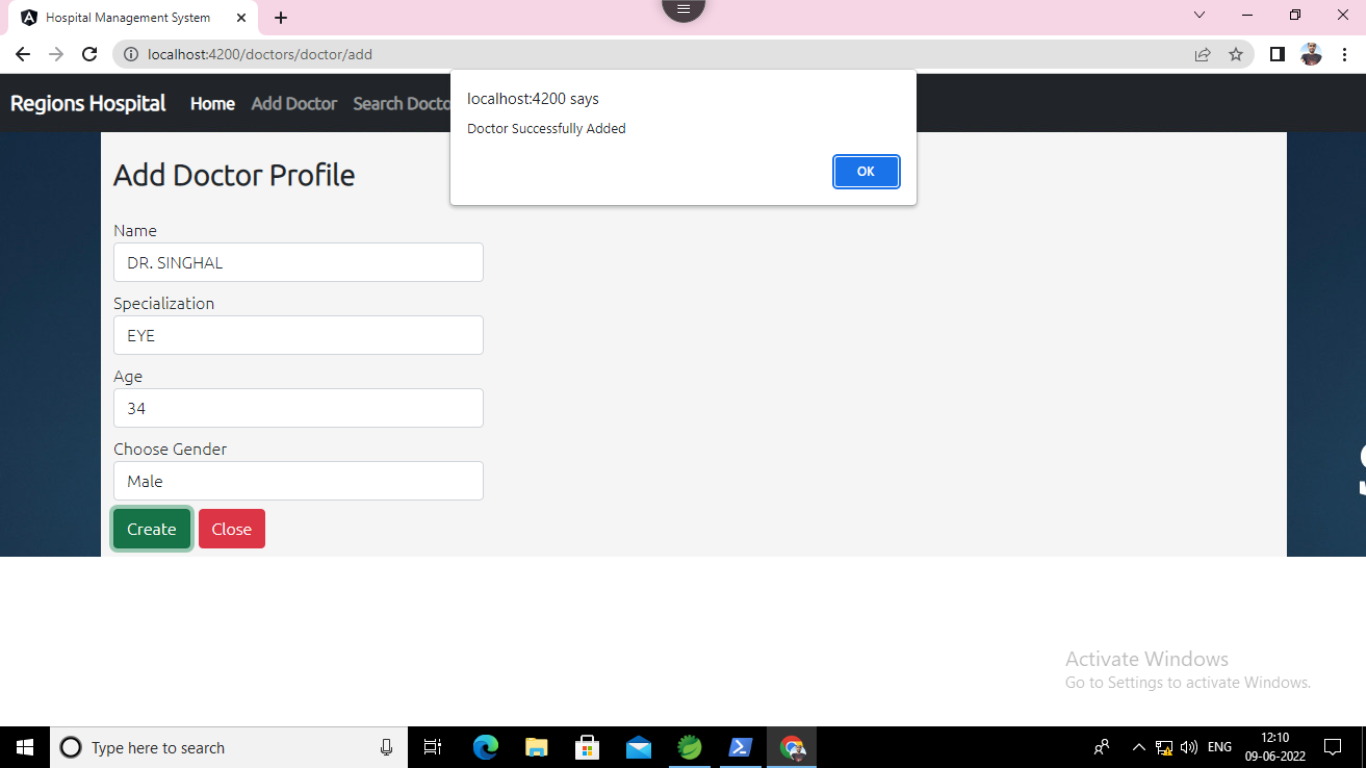 Hospital Management System
localhost:4200/doctors/doctor/add
Regions Hospital Home Add Doctor Search
localhost:4200 says
Doctor Successfully Added
OK
Add Doctor Profile
Name
DR. SINGHAL
Specialization
EYE
Age
34
Choose Gender
Male
Create Close
Activate Windows
Go to Settings to activate Windows.
Type here to search
ENG
12:10
09-06-2022